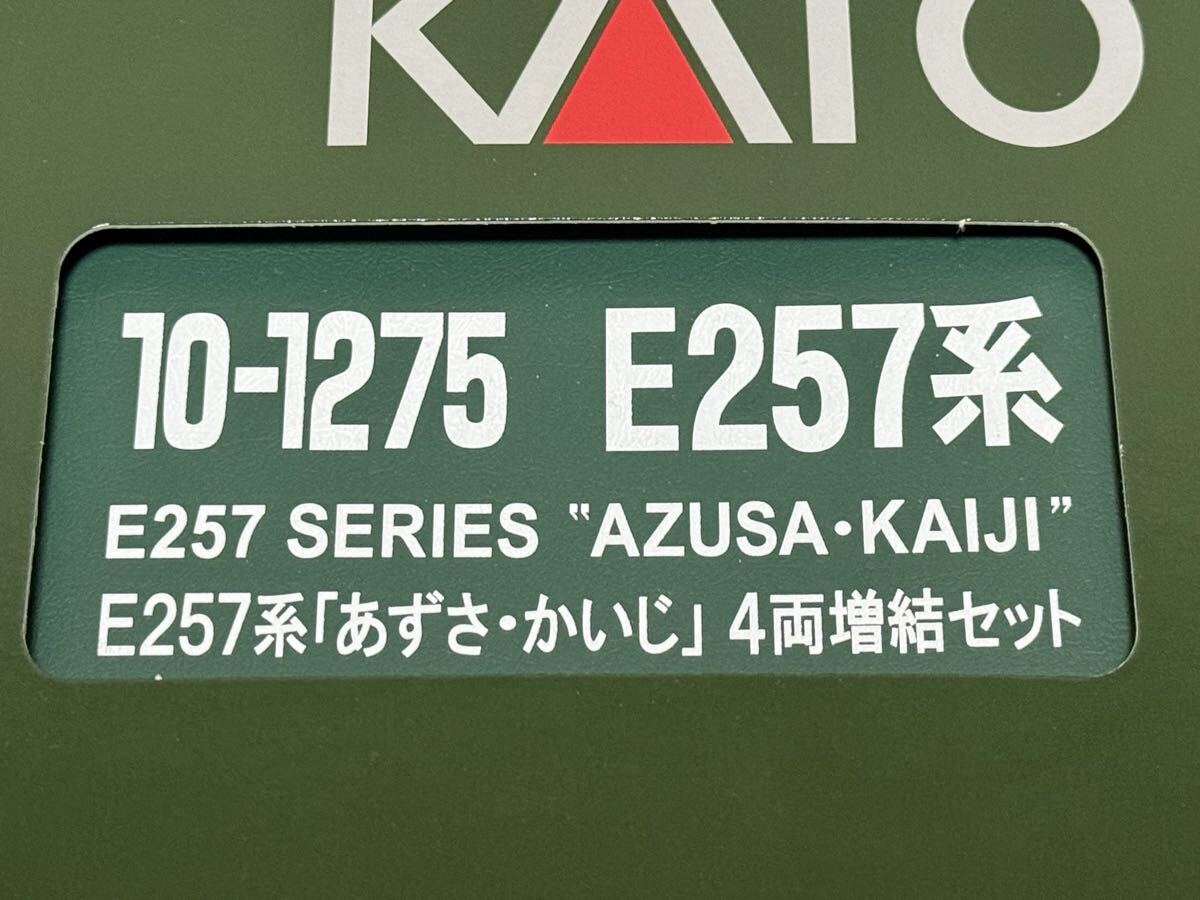 KATO
10-1275 E257系
E257 SERIES “AZUSA・KAIJI”
E257系「あずさ・かいじ」 4両増結セット